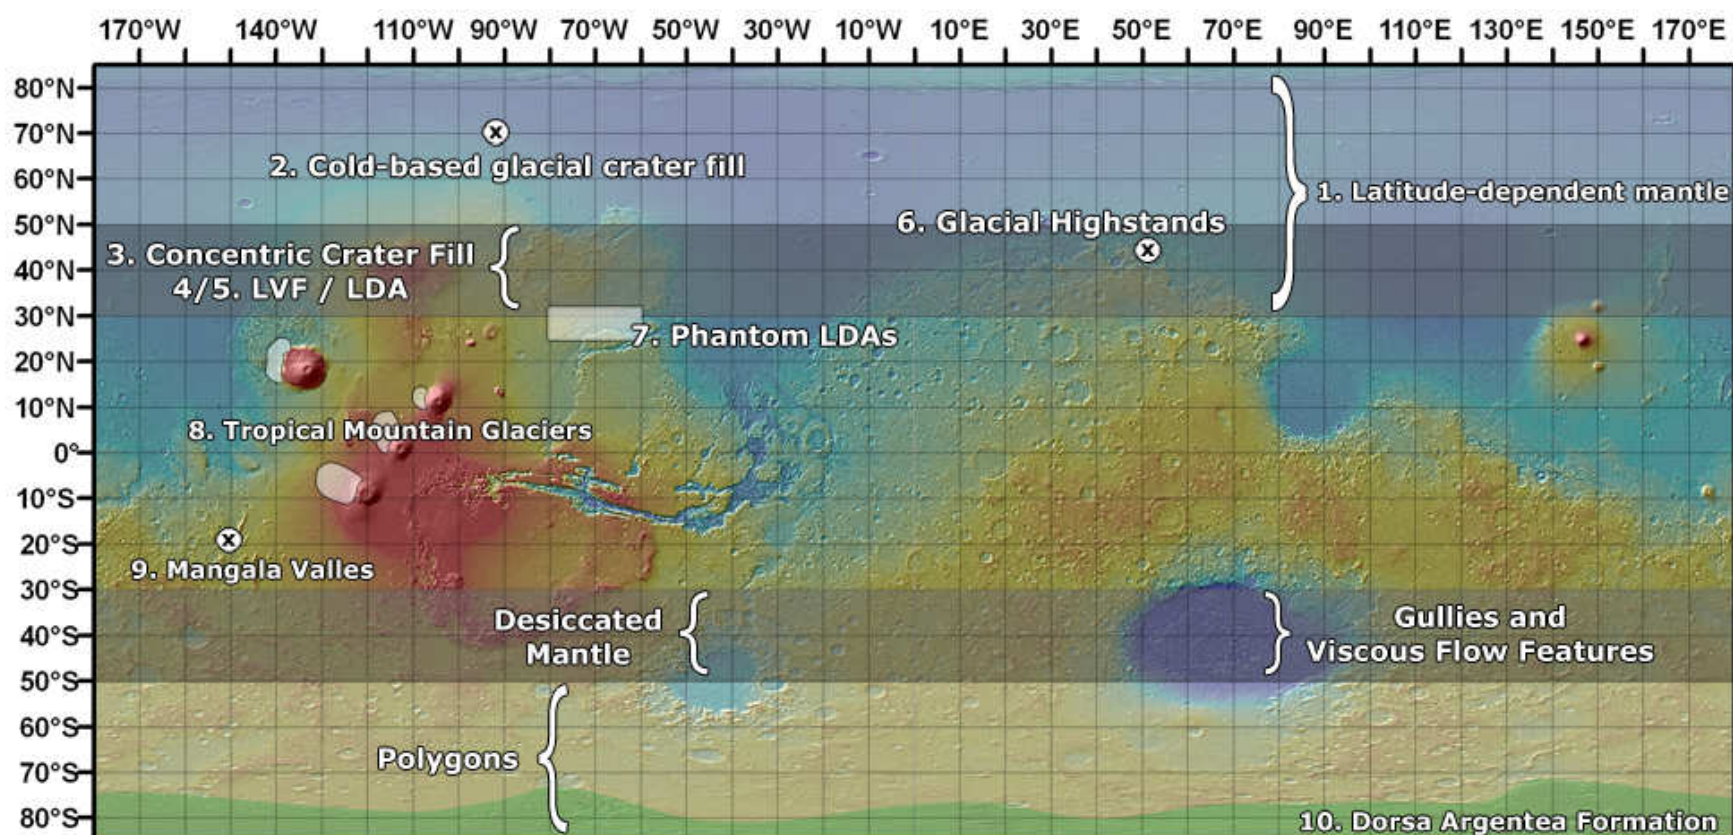 170°W 140°W 110°W 90°W 70°W 50°W 30°W 10°W 10°E 30°E 50°E 70°E 90°E 110°E 130°E 150°E 170°E
80°N
70°N
60°N
50°N
40°N
30°N
20°N
10°N
0°
10°S
20°S
30°S
40°S
50°S
60°S
70°S
80°S
x
2. Cold-based glacial crater fill
1. Latitude-dependent mantle
6. Glacial Highstands
x
3. Concentric Crater Fill
4/5. LVF / LDA
7. Phantom LDAs
8. Tropical Mountain Glaciers
x
9. Mangala Valles
Desiccated
Mantle
Gullies and
Viscous Flow Features
Polygons
10. Dorsa Argentea Formation